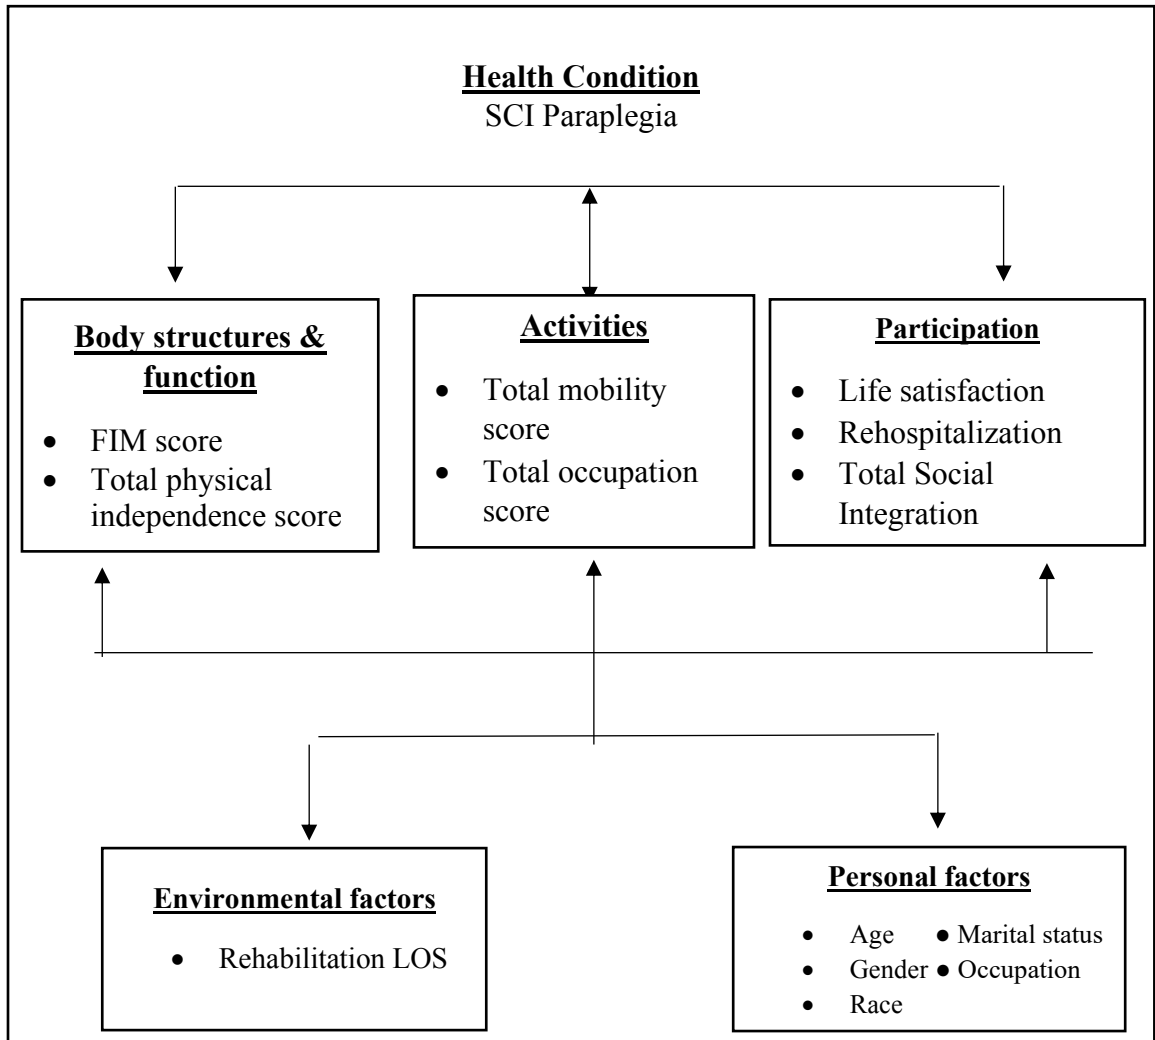 Health Condition
SCI Paraplegia
Body structures &
function
• FIM score
• Total physical
independence score
Activities
• Total mobility
score
• Total occupation
score
Participation
• Life satisfaction
• Rehospitalization
• Total Social
Integration
Environmental factors
• Rehabilitation LOS
Personal factors
• Age ● Marital status
• Gender ● Occupation
• Race